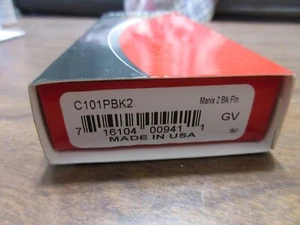 C101PBK2
Manix 2 Blk Pln
7 16104 00941 1
GV
MADE IN USA